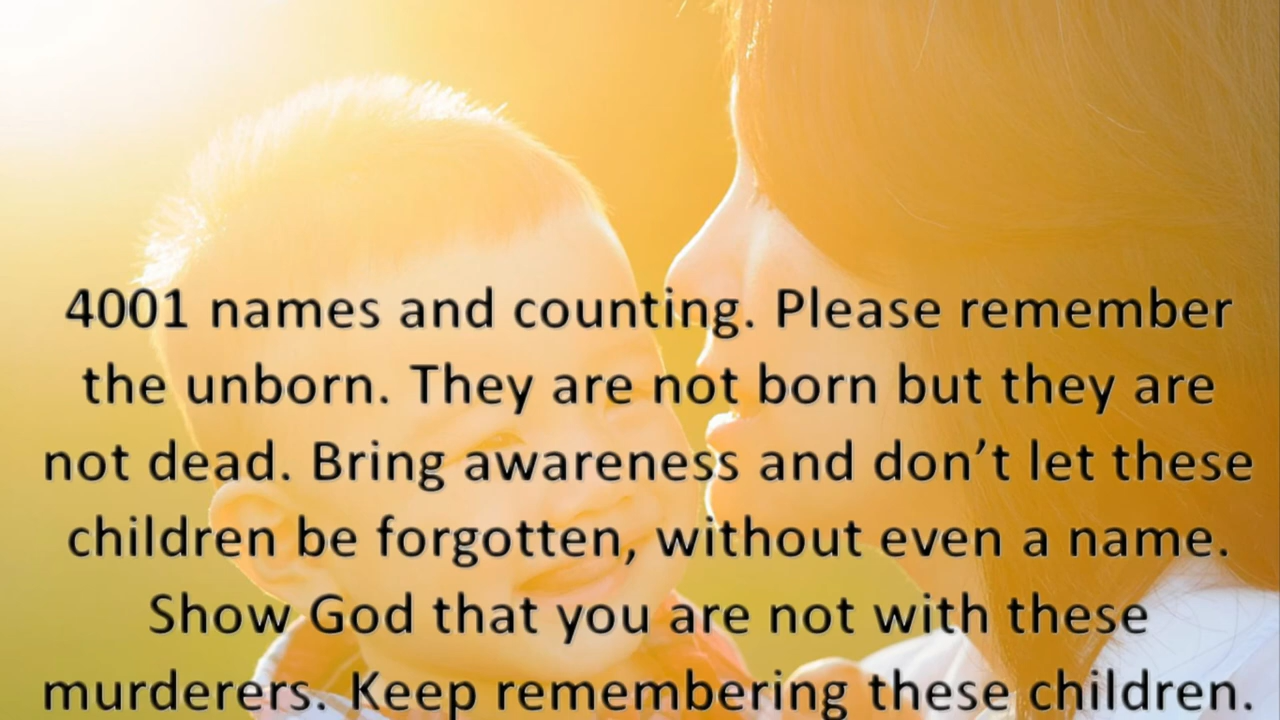 4001 names and counting. Please remember
the unborn. They are not born but they are
not dead. Bring awareness and don’t let these
children be forgotten, without even a name.
Show God that you are not with these
murderers. Keep remembering these children.